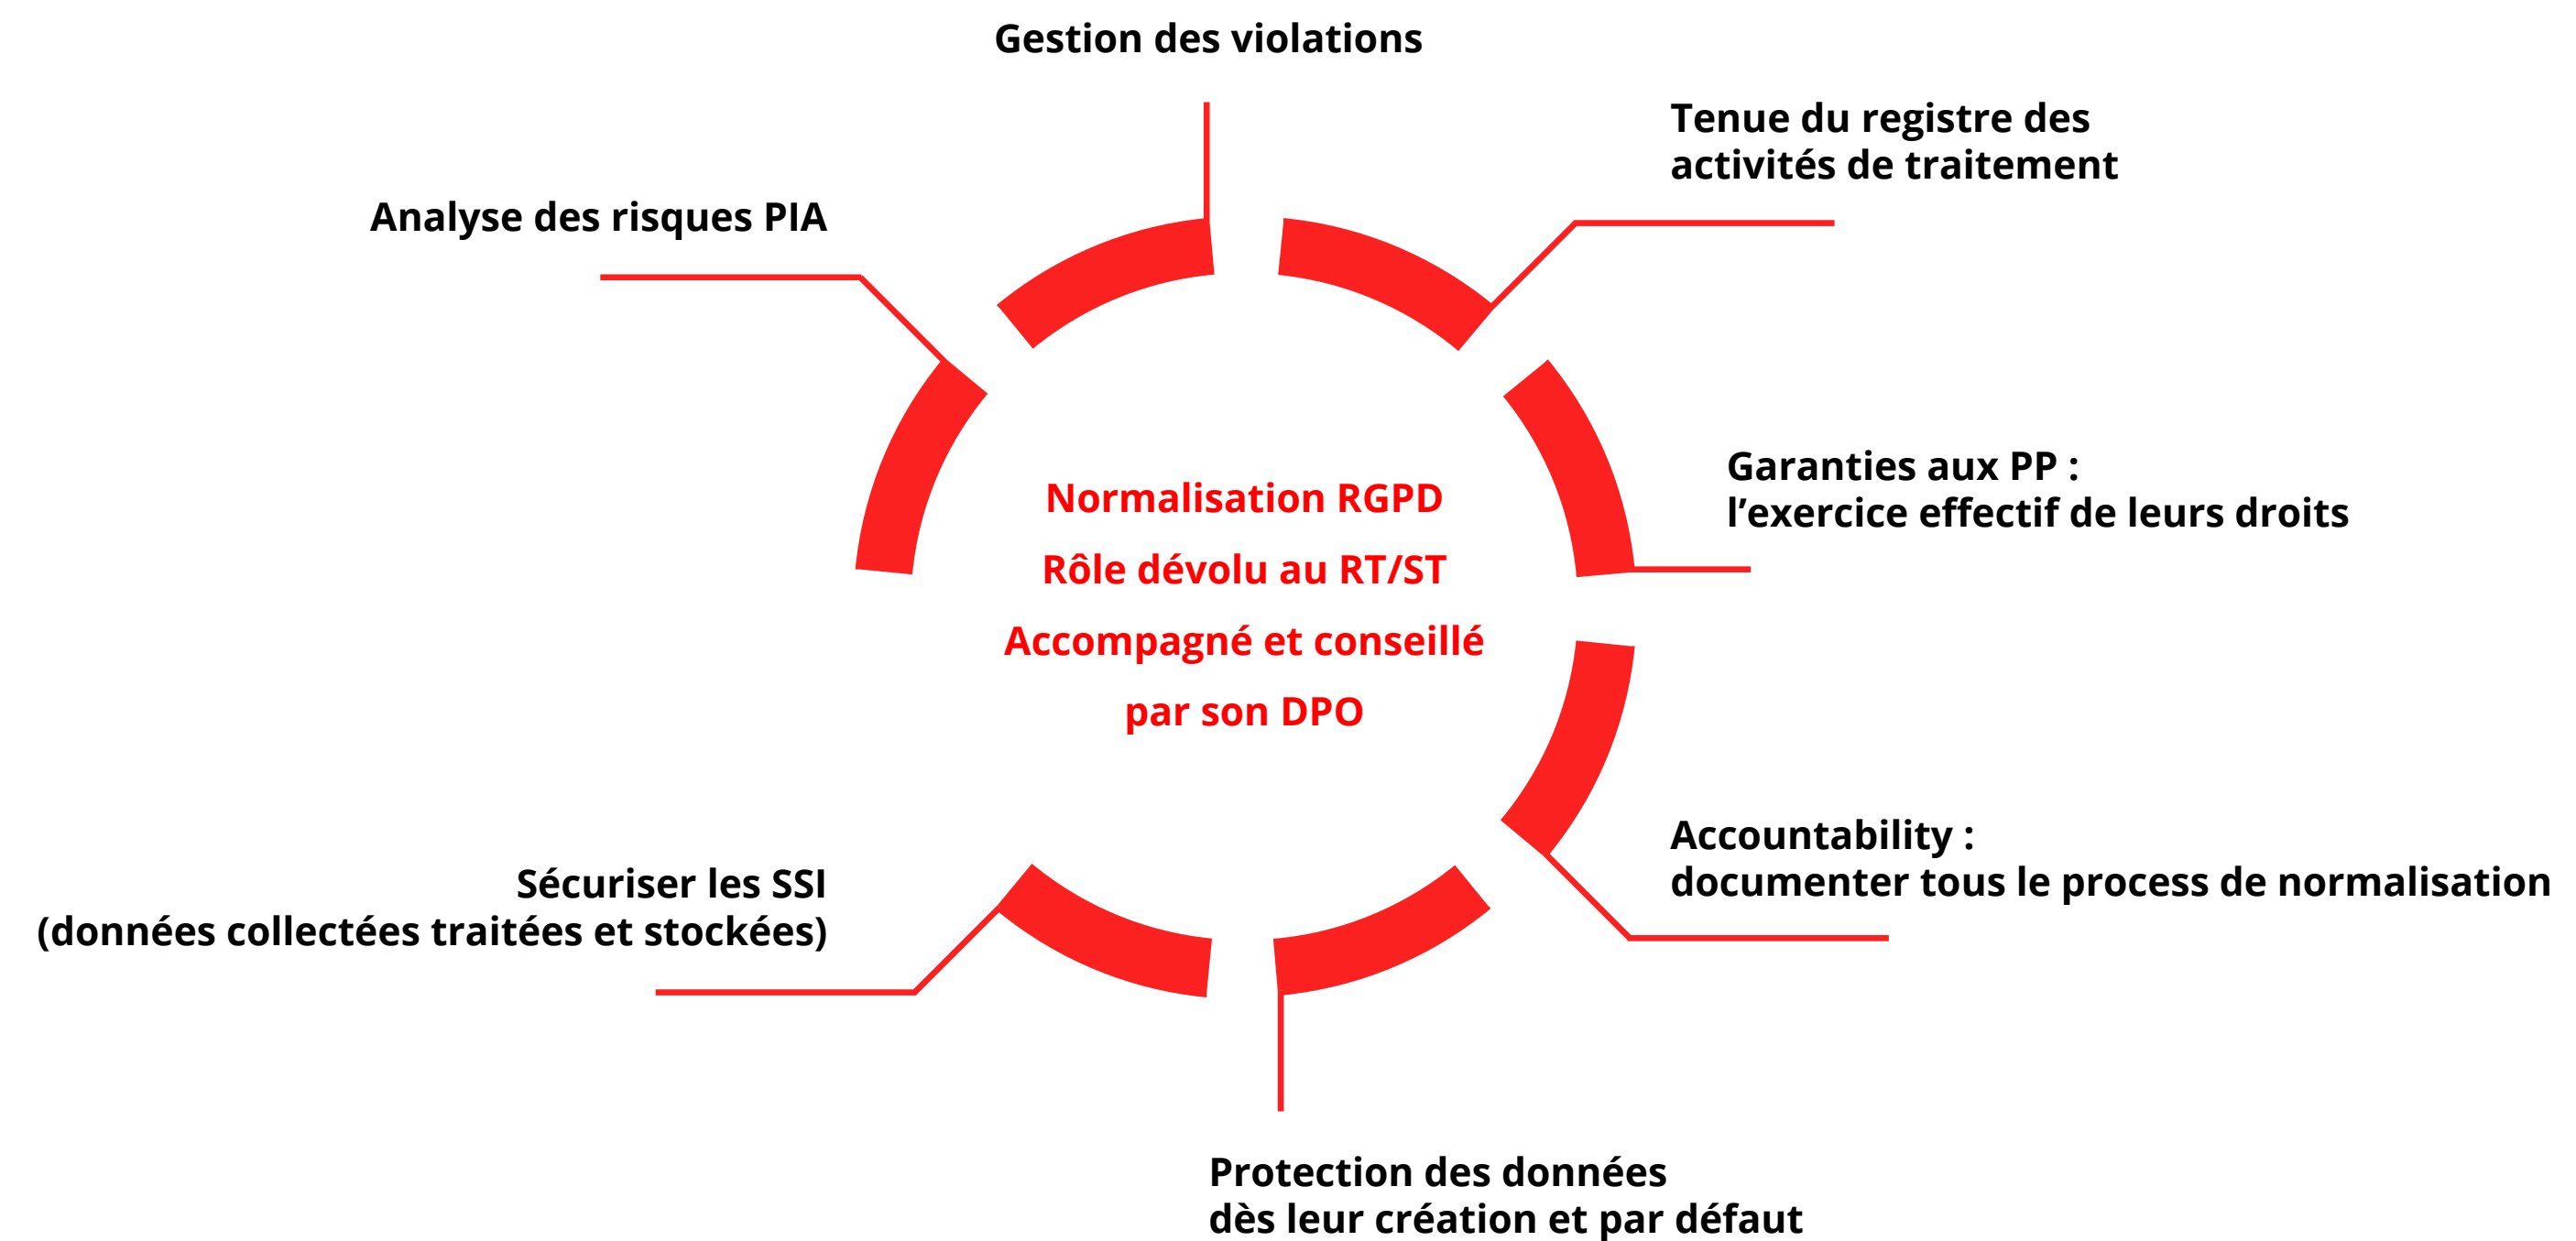 Gestion des violations
Tenue du registre des
activités de traitement
Analyse des risques PIA
Garanties aux PP :
l’exercice effectif de leurs droits
Normalisation RGPD
Rôle dévolu au RT/ST
Accompagné et conseillé
par son DPO
Accountability :
documenter tous le process de normalisation
Sécuriser les SSI
(données collectées traitées et stockées)
Protection des données
dès leur création et par défaut